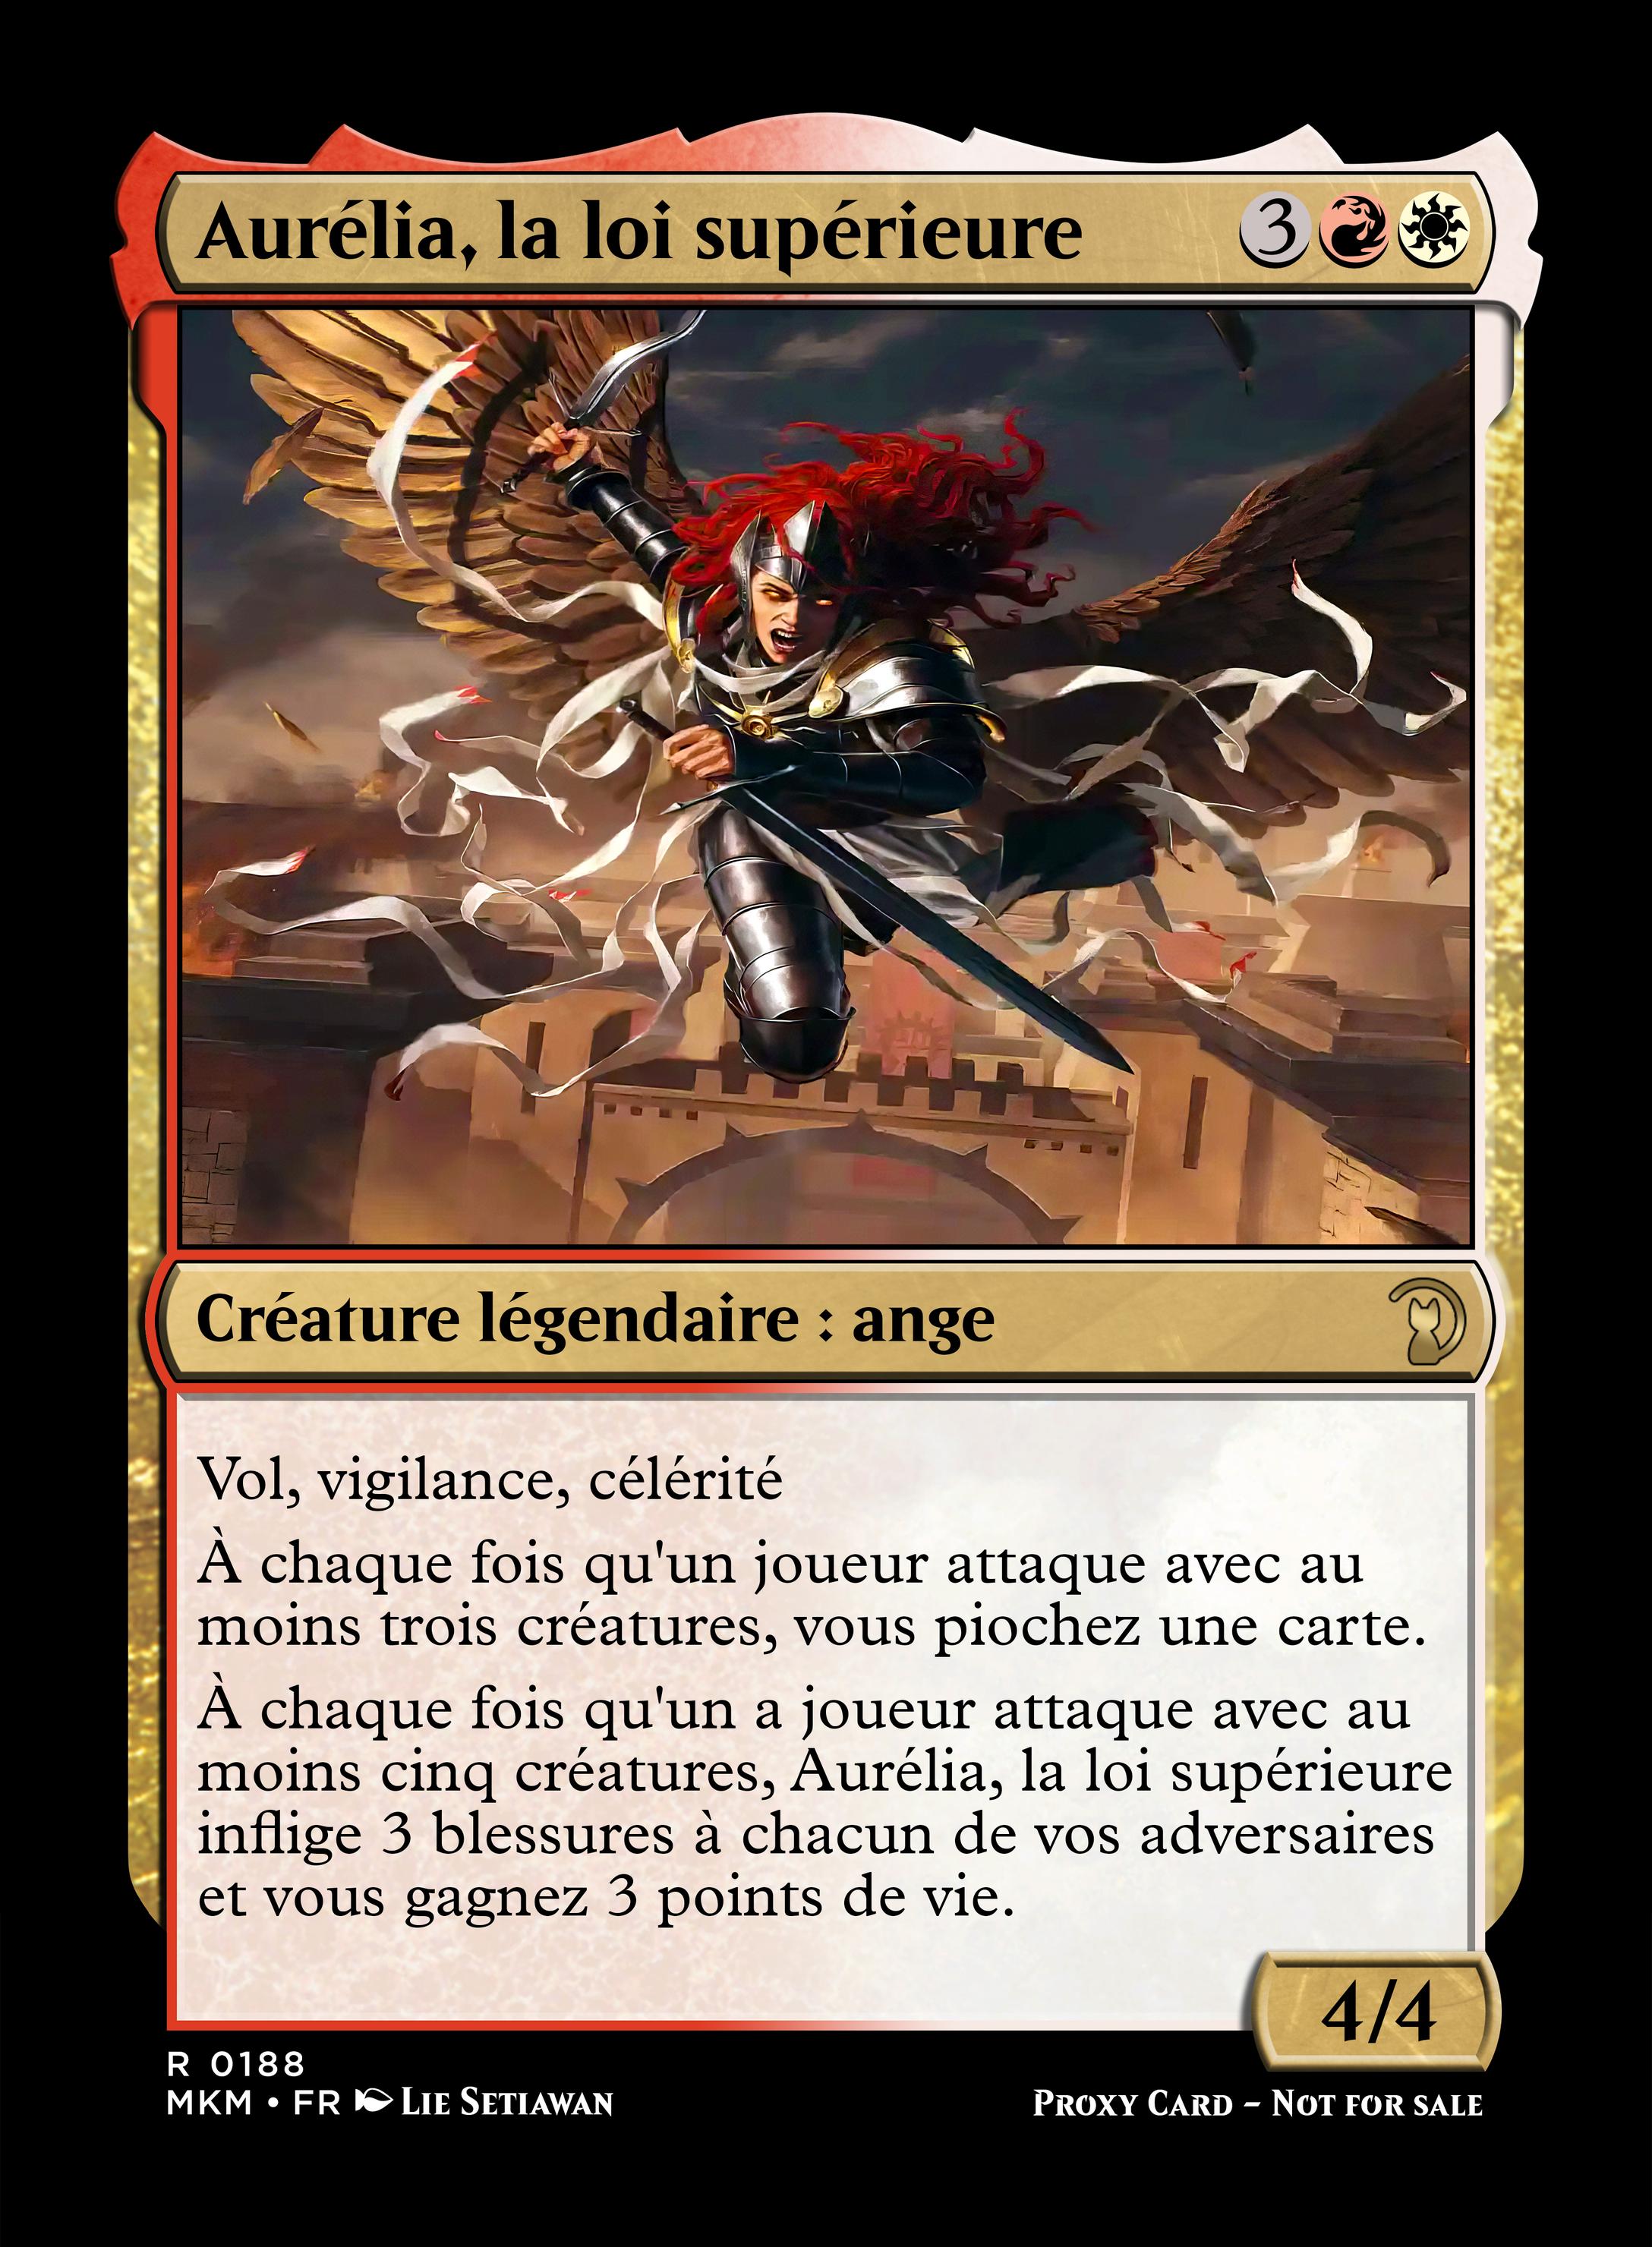 Aurélia, la loi supérieure 3
Créature légendaire : ange
Vol, vigilance, célérité
À chaque fois qu'un joueur attaque avec au
moins trois créatures, vous piochez une carte.
À chaque fois qu'un a joueur attaque avec au
moins cinq créatures, Aurélia, la loi supérieure
inflige 3 blessures à chacun de vos adversaires
et vous gagnez 3 points de vie.
4/4
R 0188
MKM • FR Lie Setiawan
Proxy Card – Not for sale